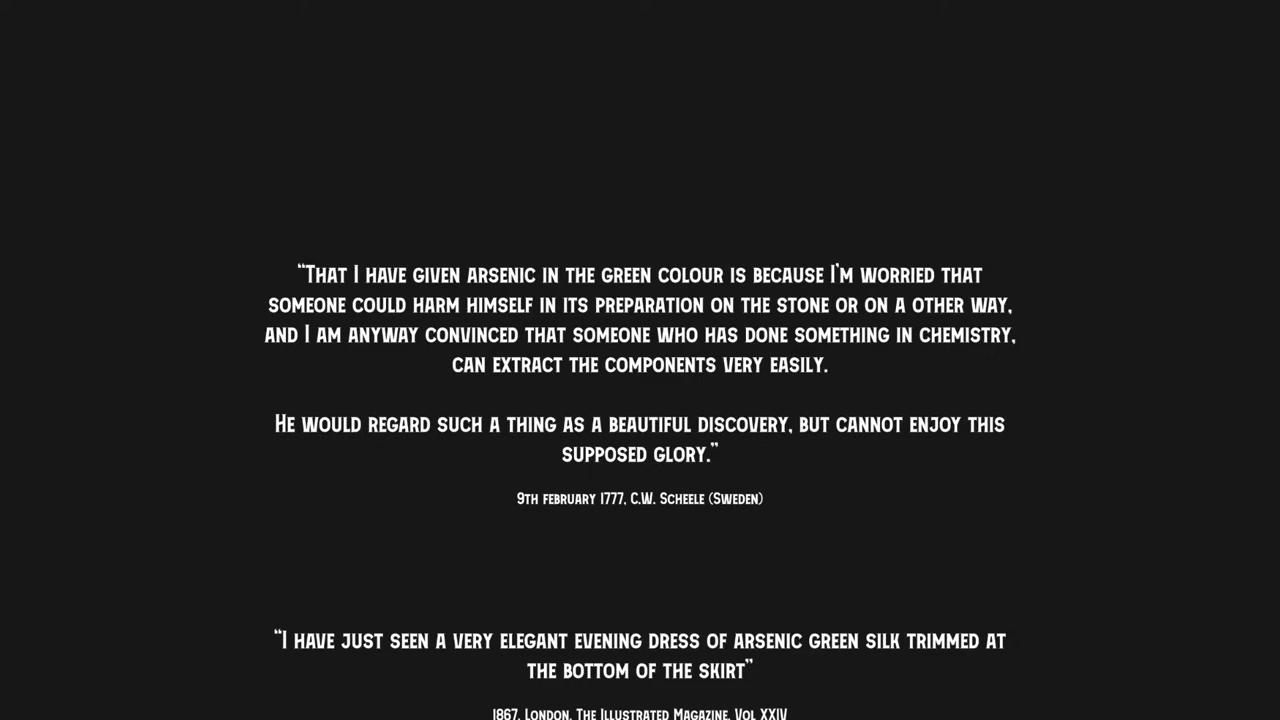 “That I have given arsenic in the green colour is because I’m worried that
someone could harm himself in its preparation on the stone or on a other way,
and I am anyway convinced that someone who has done something in chemistry,
can extract the components very easily.
He would regard such a thing as a beautiful discovery, but cannot enjoy this
supposed glory.”
9th february 1777, C.W. Scheele (Sweden)
“I have just seen a very elegant evening dress of arsenic green silk trimmed at
the bottom of the skirt”
1867, London, The Illustrated Magazine, Vol XXIV